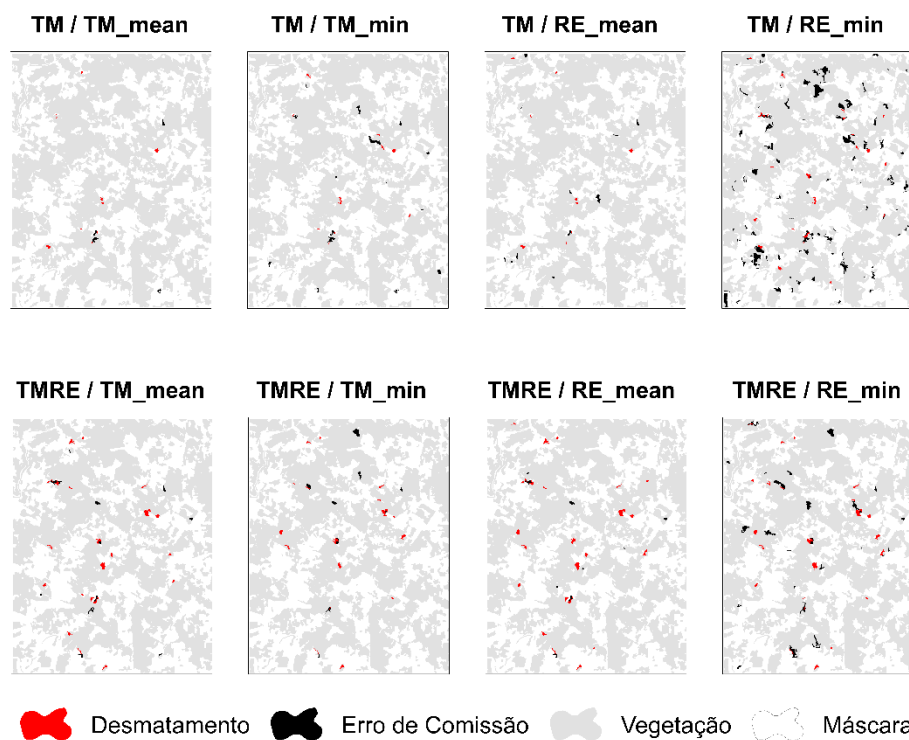 TM / TM_mean TM / TM_min TM / RE_mean TM / RE_min
TMRE / TM_mean TMRE / TM_min TMRE / RE_mean TMRE / RE_min
Desmatamento Erro de Comissão Vegetação Máscara